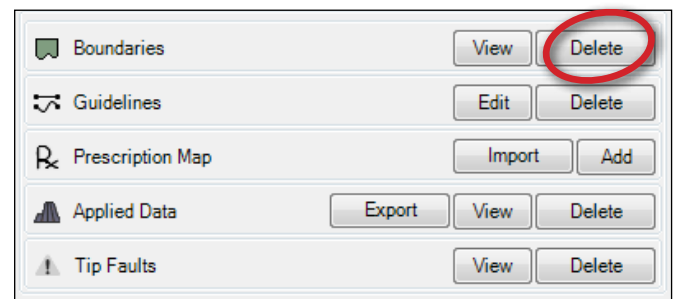 Boundaries View Delete
Guidelines Edit Delete
Prescription Map Import Add
Applied Data Export View Delete
Tip Faults View Delete